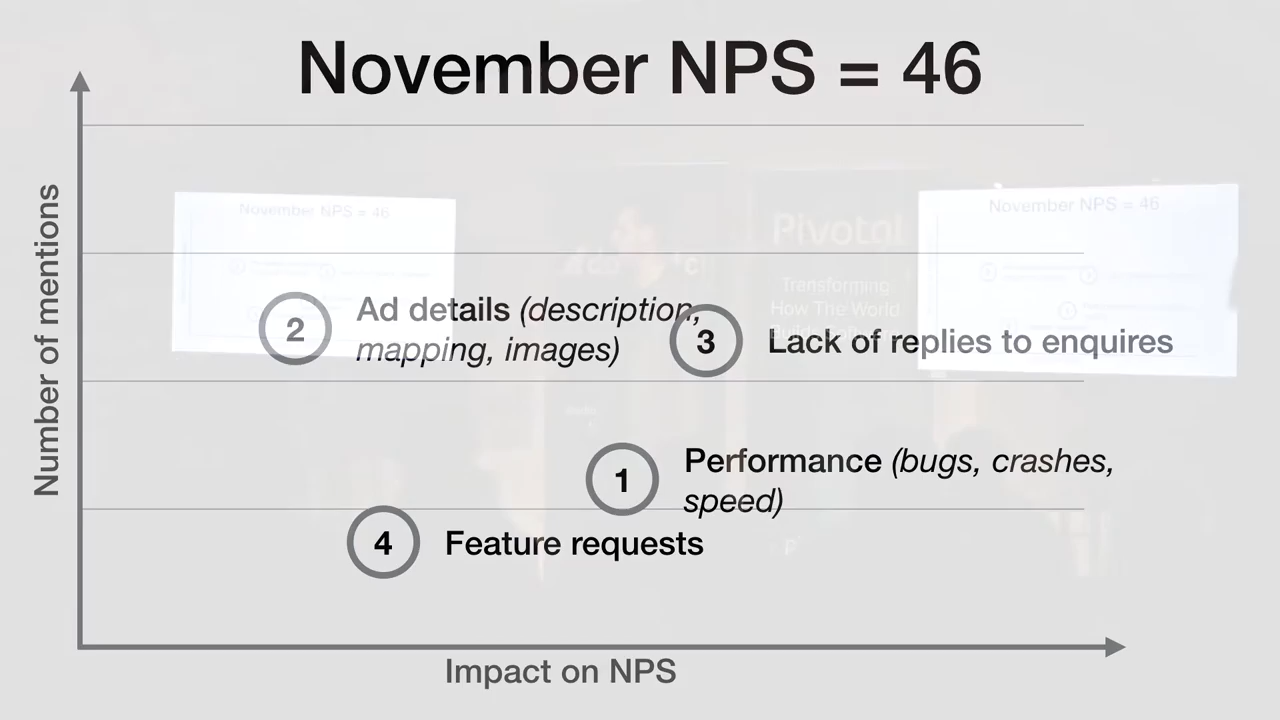 November NPS = 46
Number of mentions
November NPS = 46
November NPS = 46
Pivotal
Transforming
How The World
2
Ad details (description,
mapping, images)
3
Lack of replies to enquires
1
Performance (bugs, crashes,
speed)
4
Feature requests
Impact on NPS